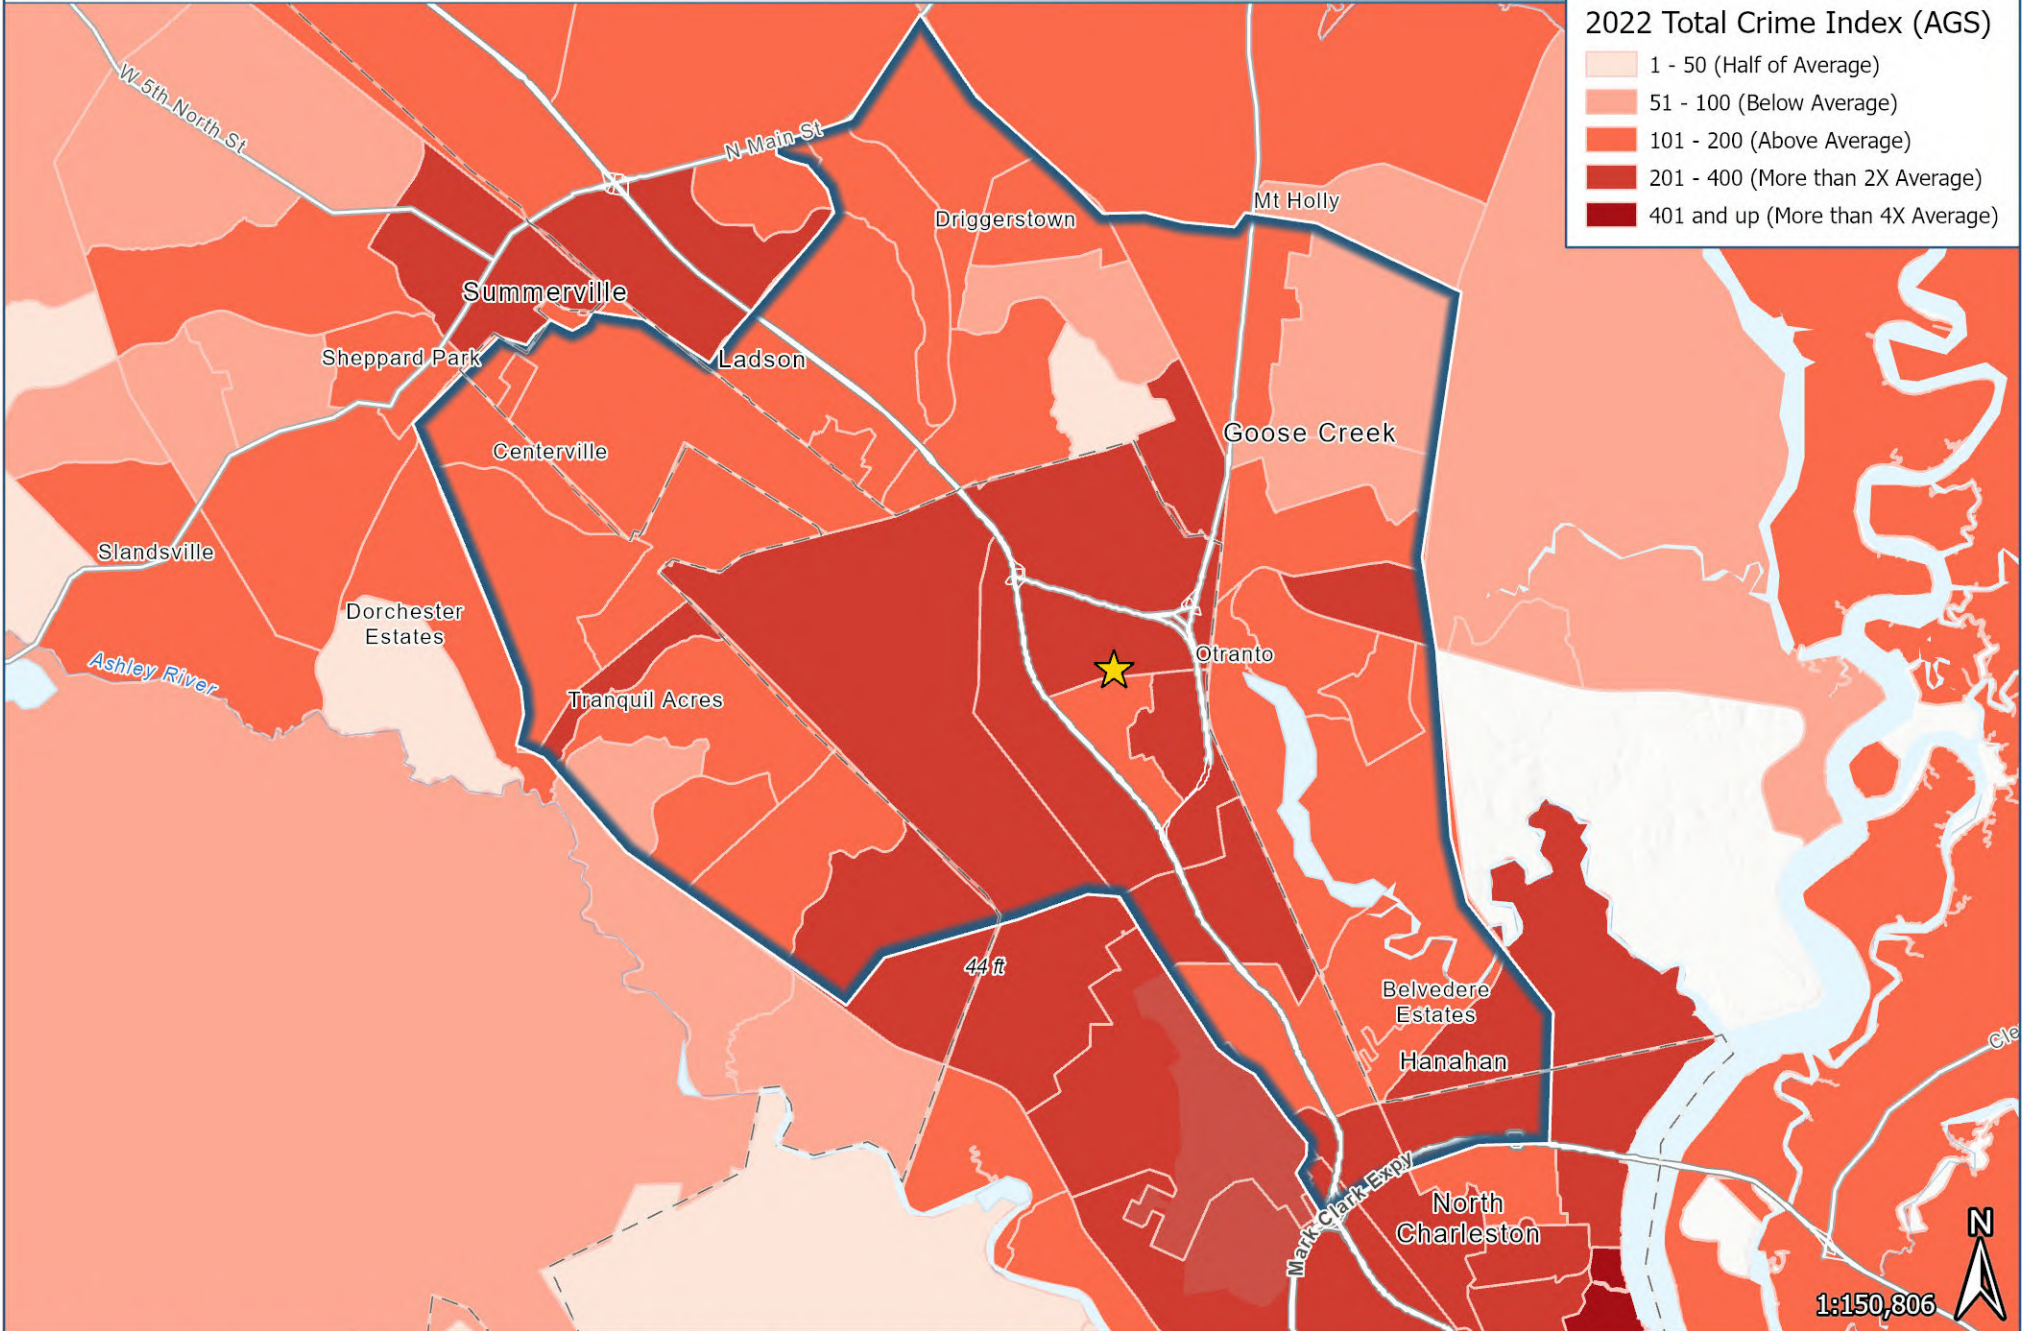 2022 Total Crime Index (AGS)
1 - 50 (Half of Average)
51 - 100 (Below Average)
101 - 200 (Above Average)
201 - 400 (More than 2X Average)
401 and up (More than 4X Average)
W 5th North St
N Main St
Mt Holly
Driggerstown
Summerville
Sheppard Park
Ladson
Goose Creek
Centerville
Slandsville
Dorchester
Estates
Ashley River
Otranto
Tranquil Acres
44 ft
Belvedere
Estates
Hanahan
Cle
Mark Clark Expy
North
Charleston
N
1:150,806